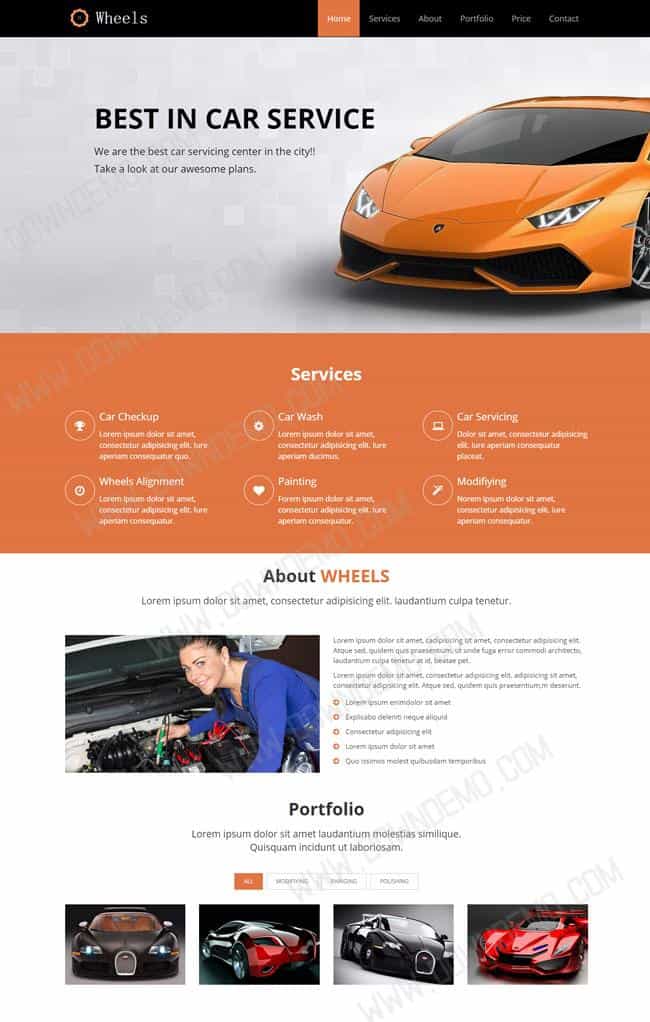 Wheels
Home Services About Portfolio Price Contact
BEST IN CAR SERVICE
We are the best car servicing center in the city!!
Take a look at our awesome plans.
Services
Car Checkup
Lorem ipsum dolor sit amet,
consectetur adipisicing elit. Iure
aperiam consequatur quo.
Car Wash
Lorem ipsum dolor sit amet,
consectetur adipisicing elit. Iure
aperiam ducimus.
Car Servicing
Dolor sit amet, consectetur adipisicing
elit. Iure aperiam consequatur
placeat.
Wheels Alignment
Lorem ipsum dolor sit amet,
consectetur adipisicing elit. Iure
aperiam consequatur.
Painting
Forem ipsum dolor sit amet,
consectetur adipisicing elit. Iure
aperiam consequatur.
Modifiying
Norem ipsum dolor sit amet,
consectetur adipisicing elit. Iure
aperiam consequatur.
About WHEELS
Lorem ipsum dolor sit amet, consectetur adipisicing elit. laudantium culpa tenetur.
Lorem ipsum dolor sit amet, cadipisicing sit amet, consectetur adipisicing elit.
Atque sed, quidem quis praesentium, ut sunde fuga error commodi architecto,
laudantium culpa tenetur at id, beatae pet.
Lorem ipsum dolor sit amet, consectetur adipisicing elit. adipisicing sit amet,
consectetur adipisicing elit. Atque sed, quidem quis praesentium,m deserunt.
Lorem ipsum enimdolor sit amet
Explicabo deleniti neque aliquid
Consectetur adipisicing elit
Lorem ipsum dolor sit amet
Quo issimos molest quibusdam temporibus
Portfolio
Lorem ipsum dolor sit amet laudantium molestias similique.
Quisquam incidunt ut laboriosam.
ALL MODIFIYING POLISHING
WWW.DOWNDEMO.COM